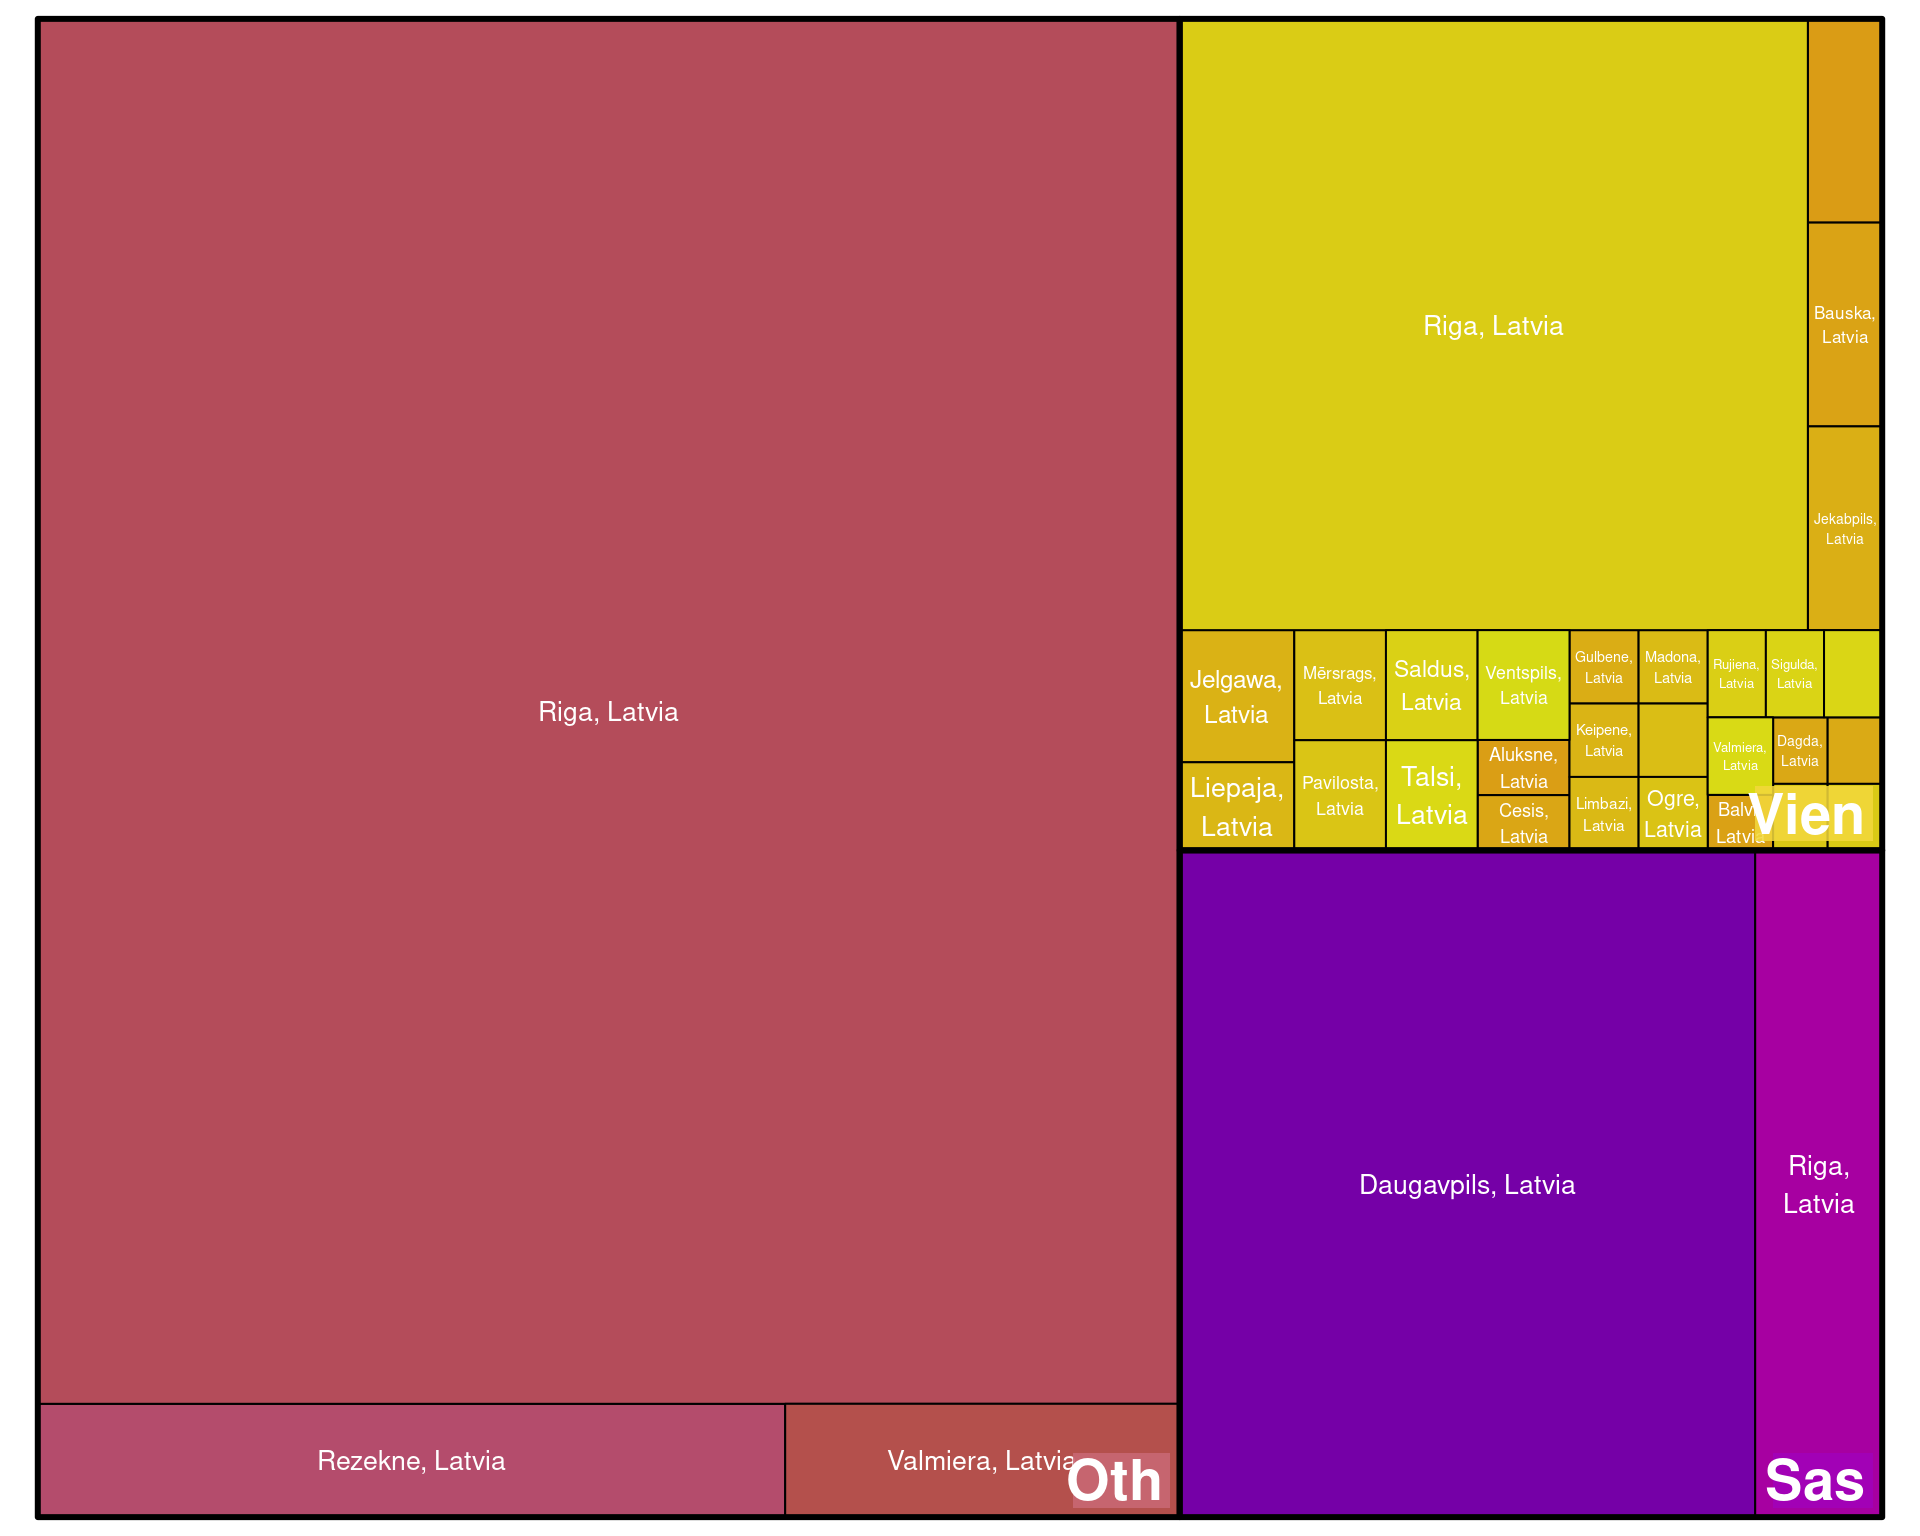 Riga, Latvia
Rezekne, Latvia
Valmiera, Latvia
Oth
Riga, Latvia
Bauska,
Latvia
Jekabpils,
Latvia
Jelgawa,
Latvia
Liepaja,
Latvia
Mērsrags,
Latvia
Pavilosta,
Latvia
Saldus,
Latvia
Talsi,
Latvia
Ventspils,
Latvia
Aluksne,
Latvia
Cesis,
Latvia
Gulbene,
Latvia
Keipene,
Latvia
Limbazi,
Latvia
Madona,
Latvia
Ogre,
Latvia
Rujiena,
Latvia
Sigulda,
Latvia
Valmiera,
Latvia
Dagda,
Latvia
Latvia
Vien
Daugavpils, Latvia
Riga,
Latvia
Sas